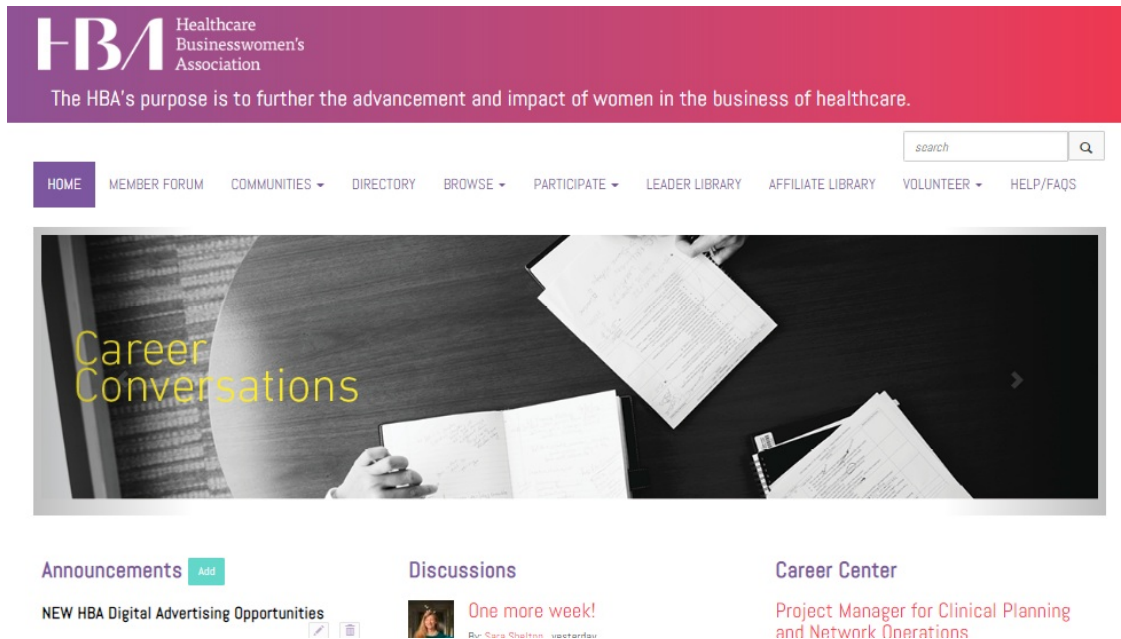 HBA
Healthcare
Businesswomen's
Association
The HBA's purpose is to further the advancement and impact of women in the business of healthcare.
search
HOME
MEMBER FORUM
COMMUNITIES
DIRECTORY
BROWSE
PARTICIPATE
LEADER LIBRARY
AFFILIATE LIBRARY
VOLUNTEER
HELP/FAQS
Career
Conversations
Announcements
Add
NEW HBA Digital Advertising Opportunities
Discussions
One more week!
By: Sara Shelton, yesterday
Career Center
Project Manager for Clinical Planning
and Network Operations